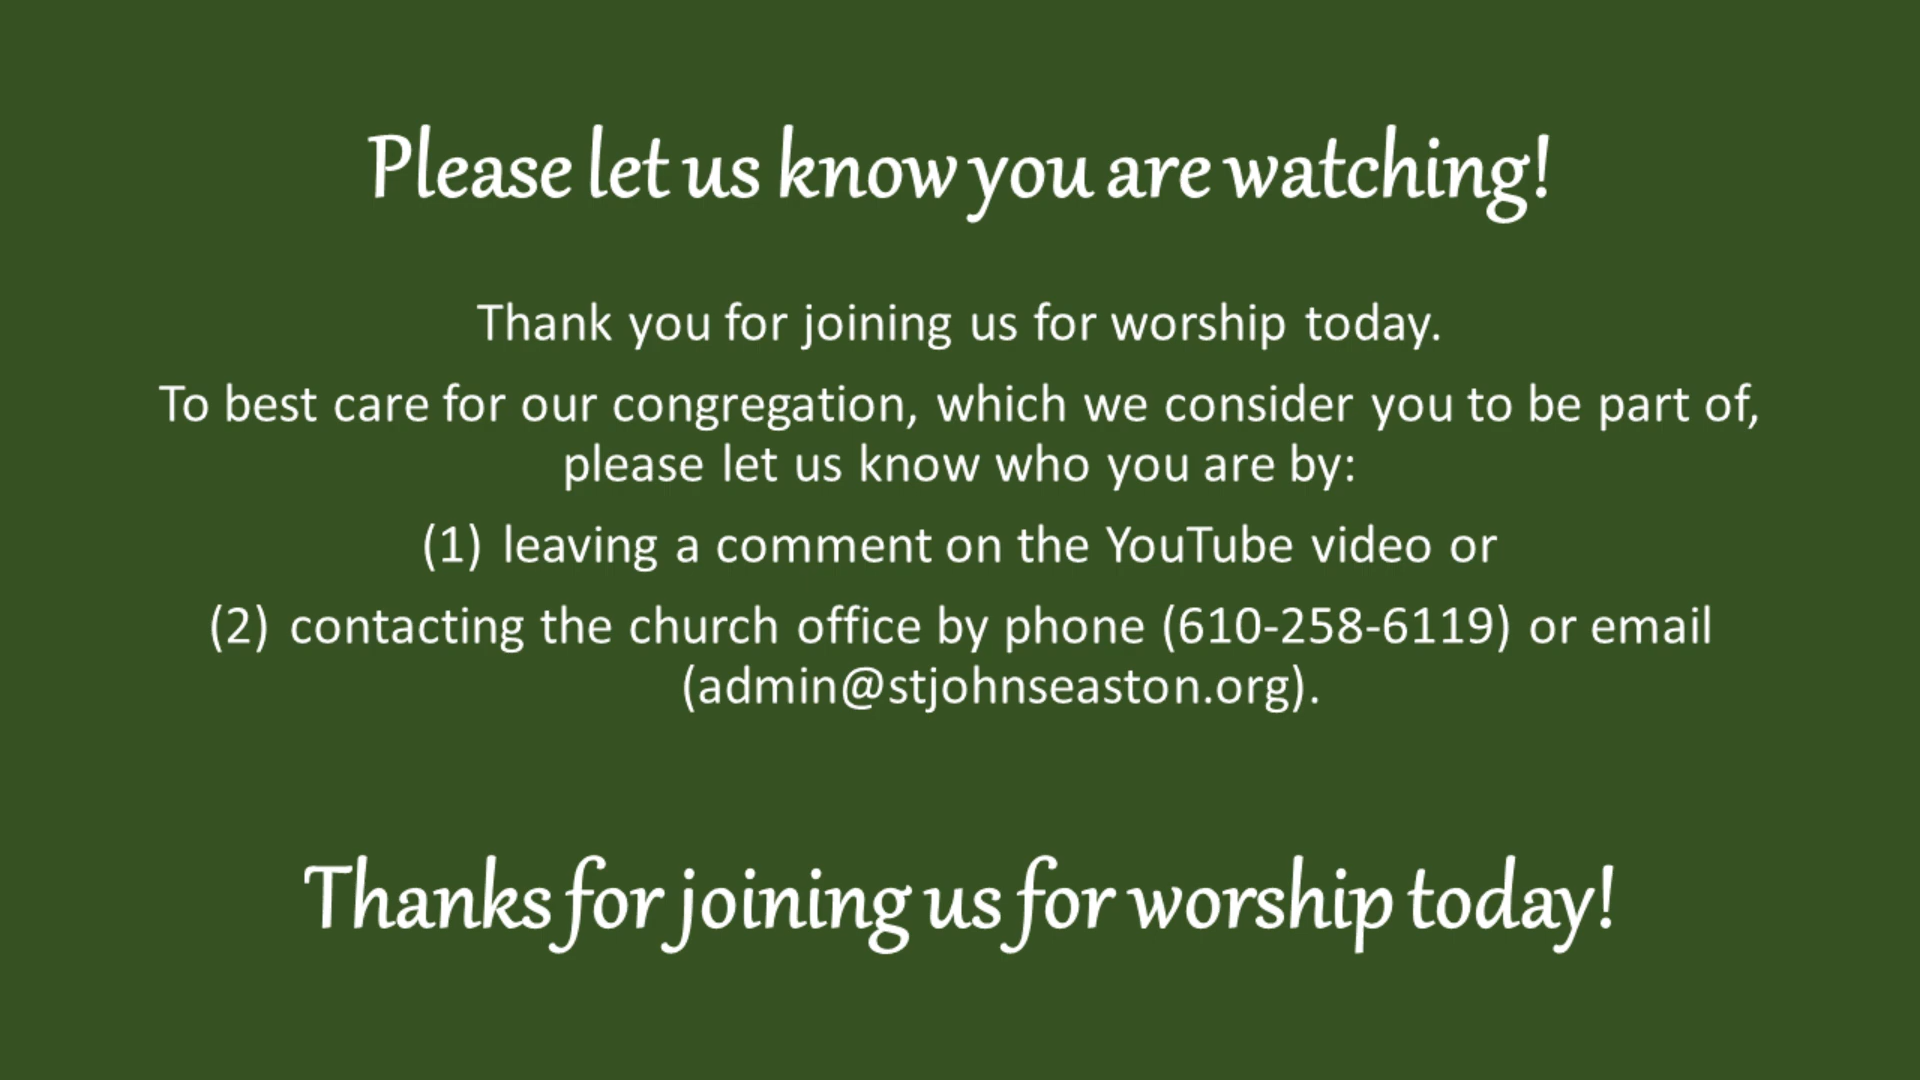 Please let us know you are watching!
Thank you for joining us for worship today.
To best care for our congregation, which we consider you to be part of,
please let us know who you are by:
(1) leaving a comment on the YouTube video or
(2) contacting the church office by phone (610-258-6119) or email
(admin@stjohnseaston.org).
Thanks for joining us for worship today!